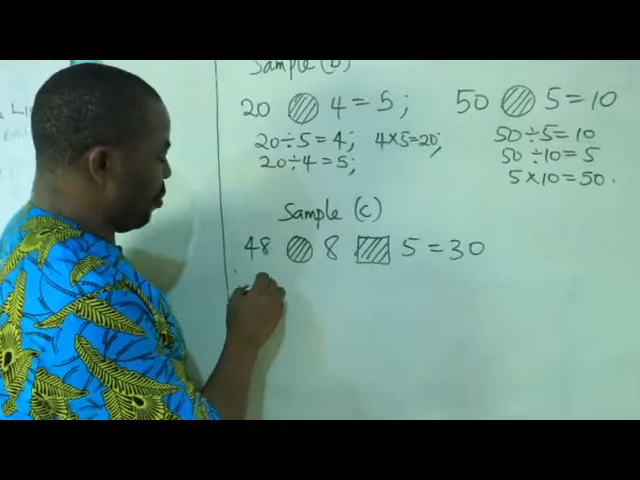 Sample (b)
20 4 = 5 ;
20 ÷ 5 = 4; 4 × 5 = 20;
20 ÷ 4 = 5;
50 5 = 10
50 ÷ 5 = 10
50 ÷ 10 = 5
5 × 10 = 50.
Sample (c)
48 8 5 = 30